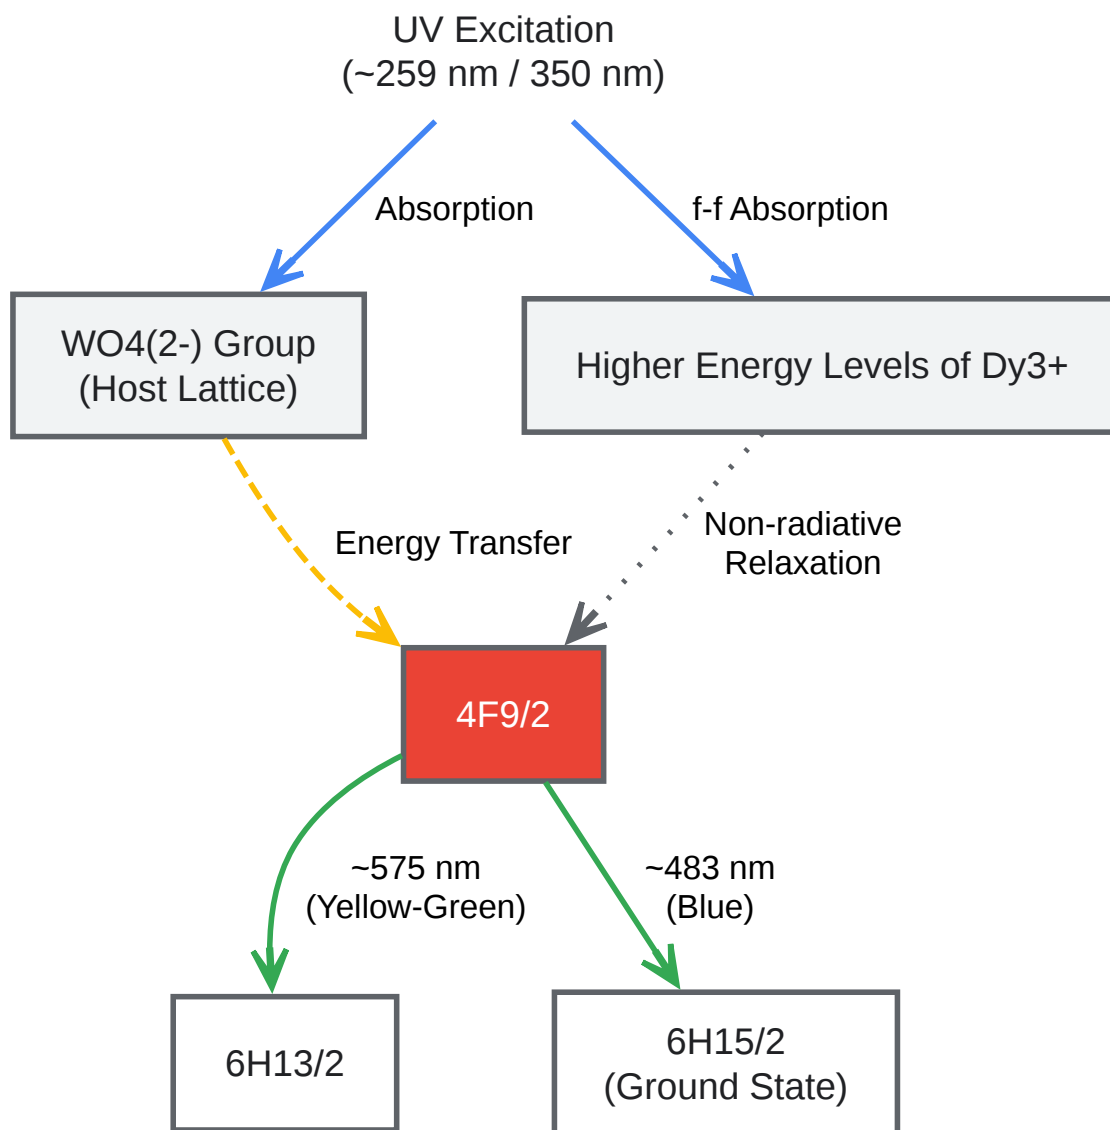 UV Excitation
(~259 nm / 350 nm)
Absorption
f-f Absorption
WO4(2-) Group
(Host Lattice)
Higher Energy Levels of Dy3+
Energy Transfer
Non-radiative
Relaxation
4F9/2
~575 nm
(Yellow-Green)
~483 nm
(Blue)
6H13/2
6H15/2
(Ground State)